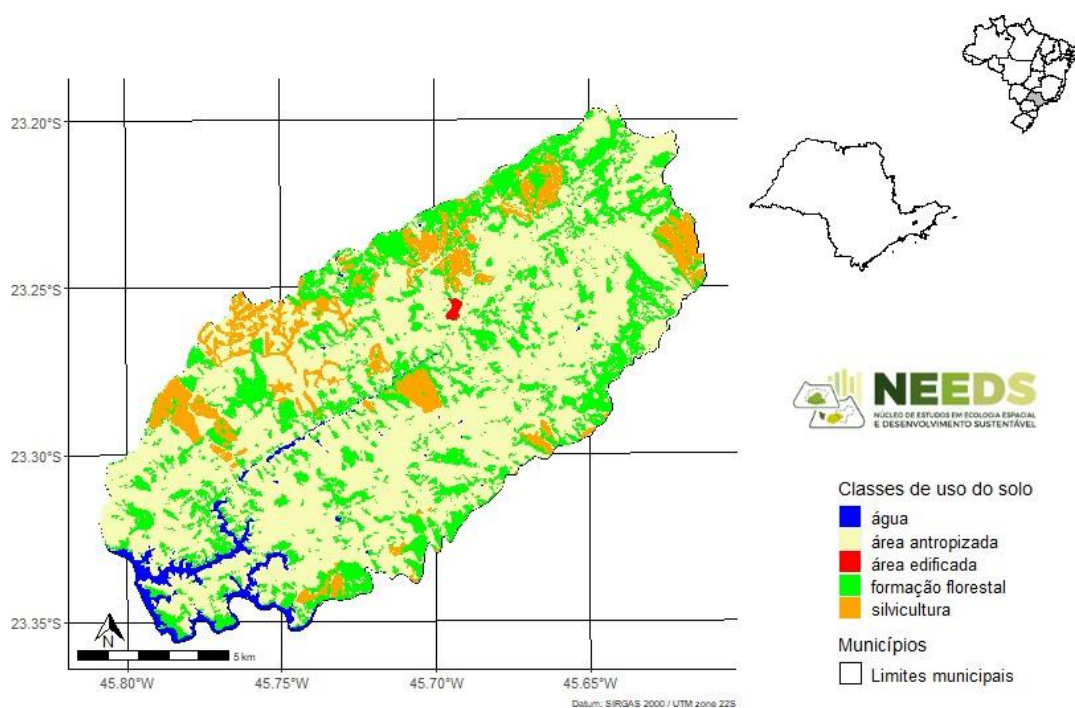 23.20°S
23.25°S
23.30°S
23.35°S
N
5 km
45.80°W
45.75°W
45.70°W
45.65°W
Datum: SIRGAS 2000 / UTM zone 22S
NEEDS
NÚCLEO DE ESTUDOS EM ECOLOGIA ESPACIAL
E DESENVOLVIMENTO SUSTENTÁVEL
Classes de uso do solo
água
área antropizada
área edificada
formação florestal
silvicultura
Municípios
Limites municipais